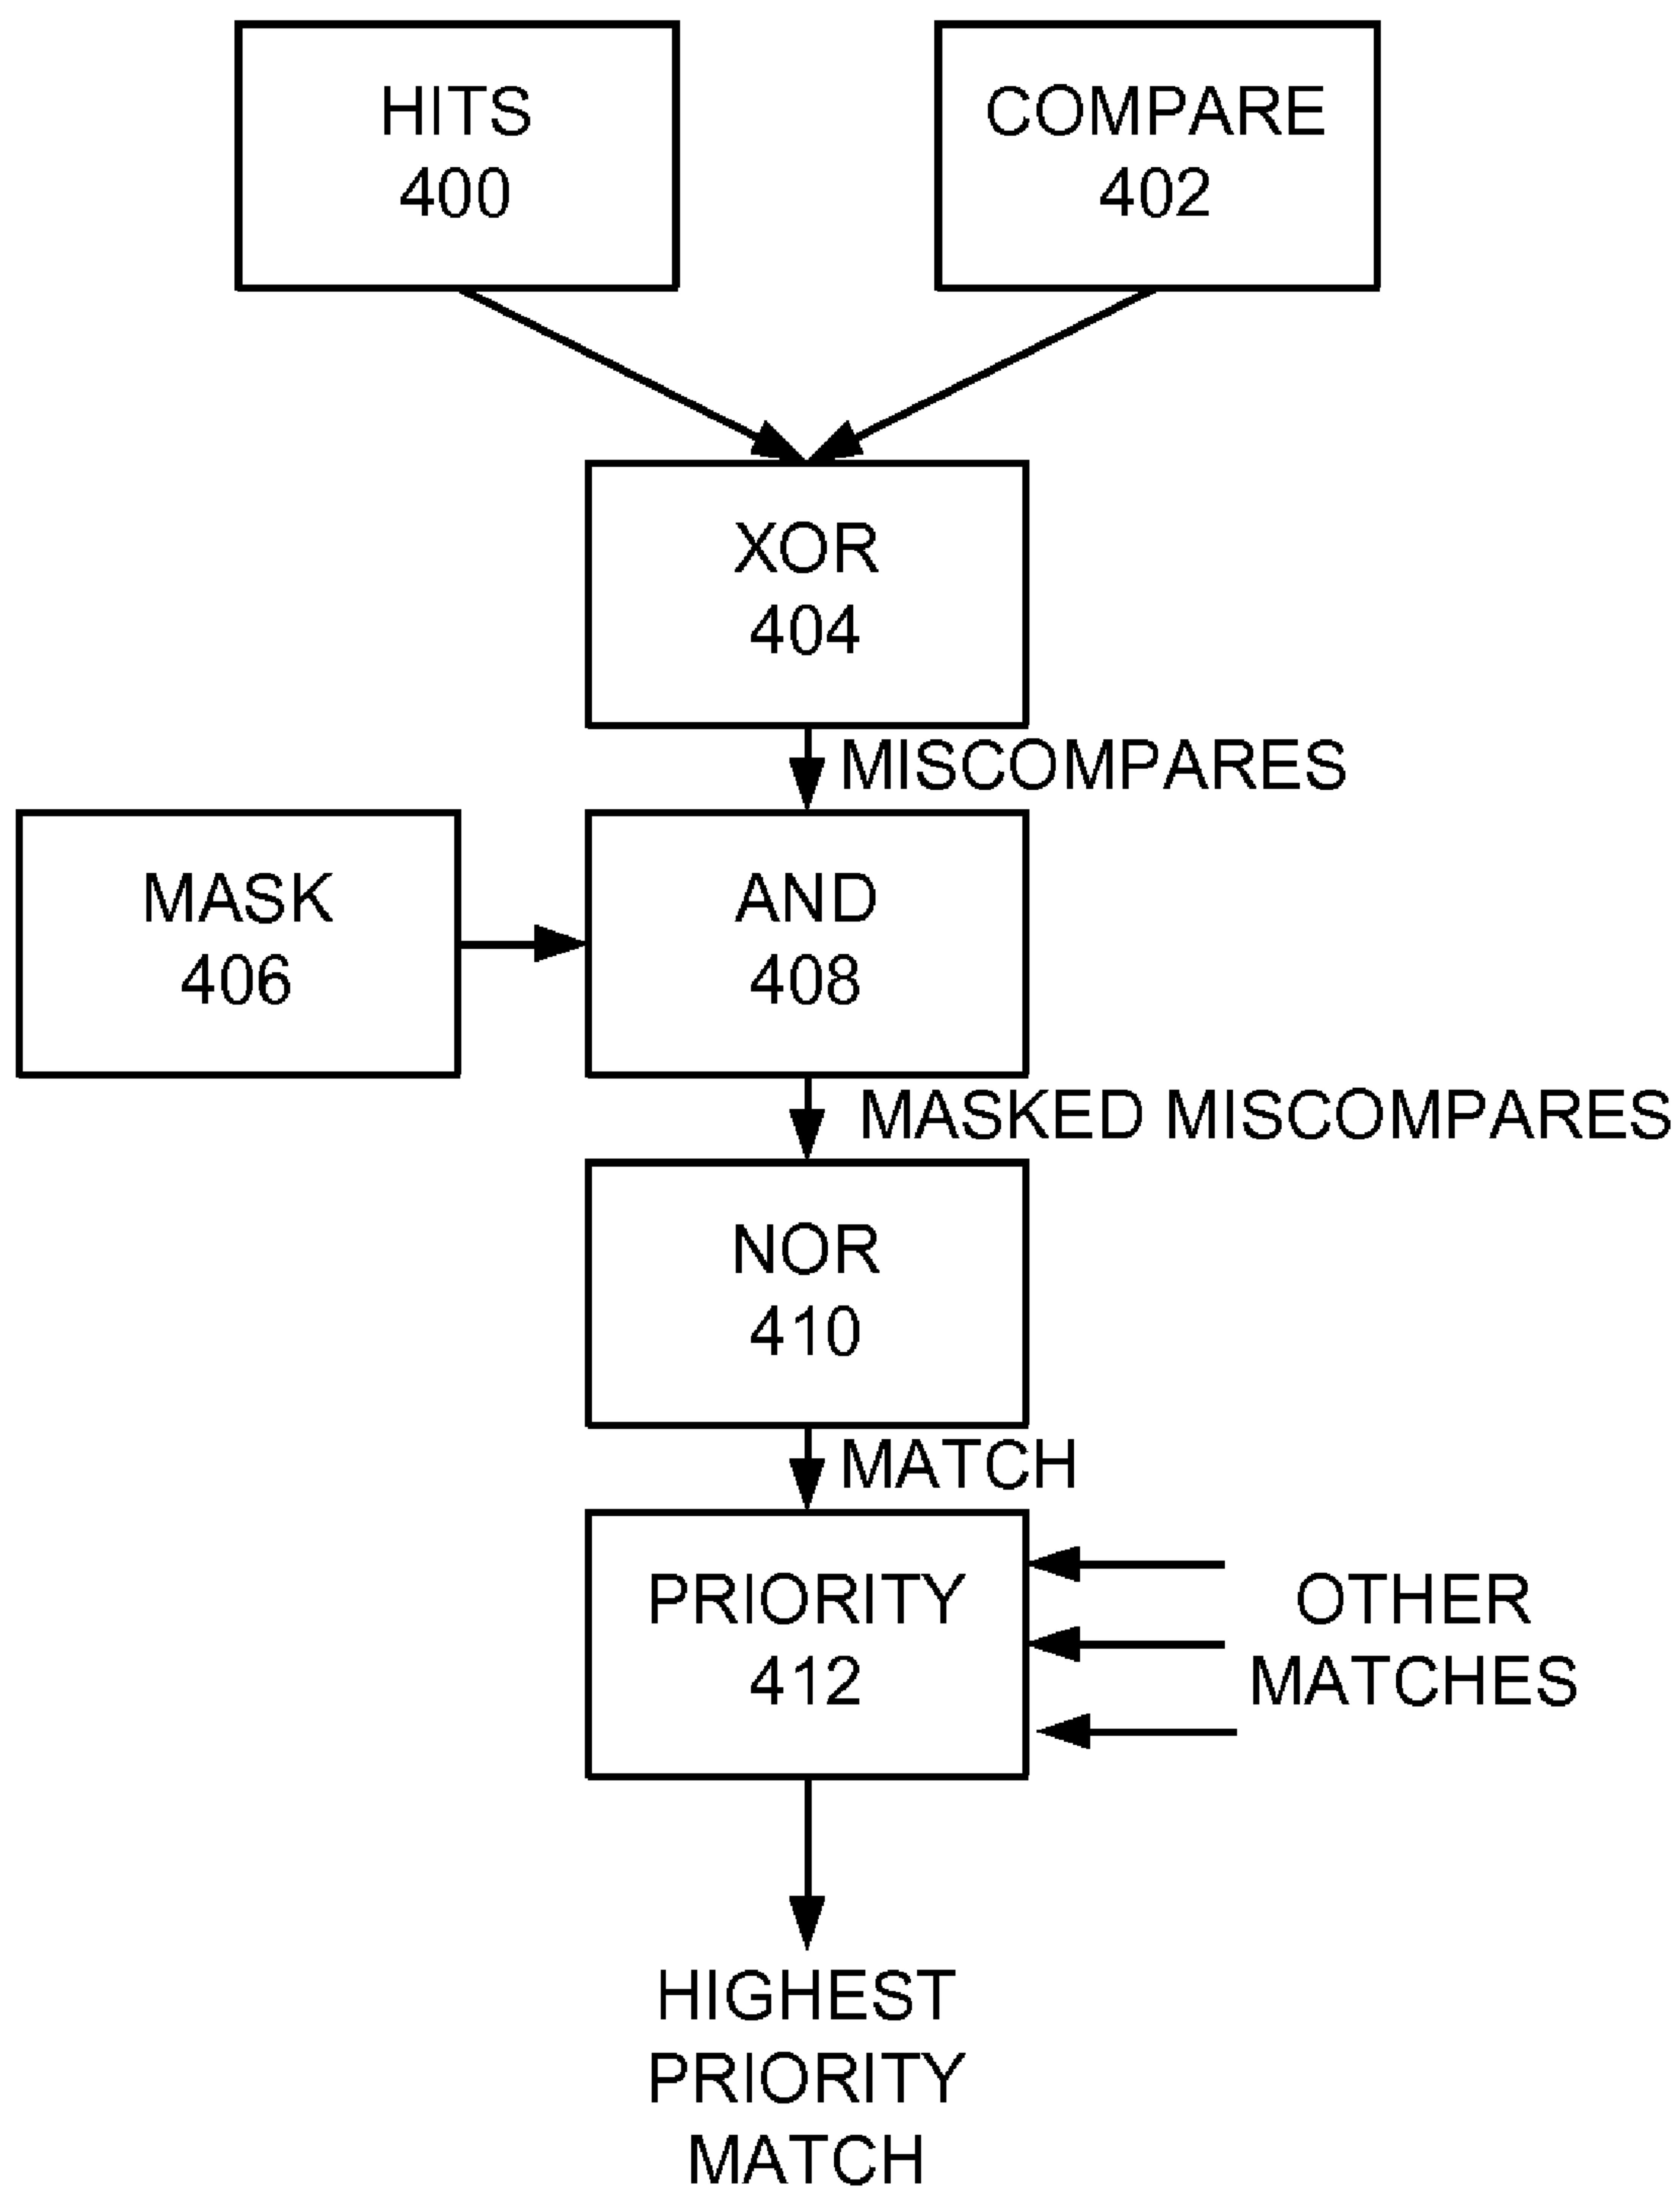 HITS
400
COMPARE
402
XOR
404
MISCOMPARES
MASK
406
AND
408
MASKED MISCOMPARES
NOR
410
MATCH
PRIORITY
412
OTHER
MATCHES
HIGHEST
PRIORITY
MATCH